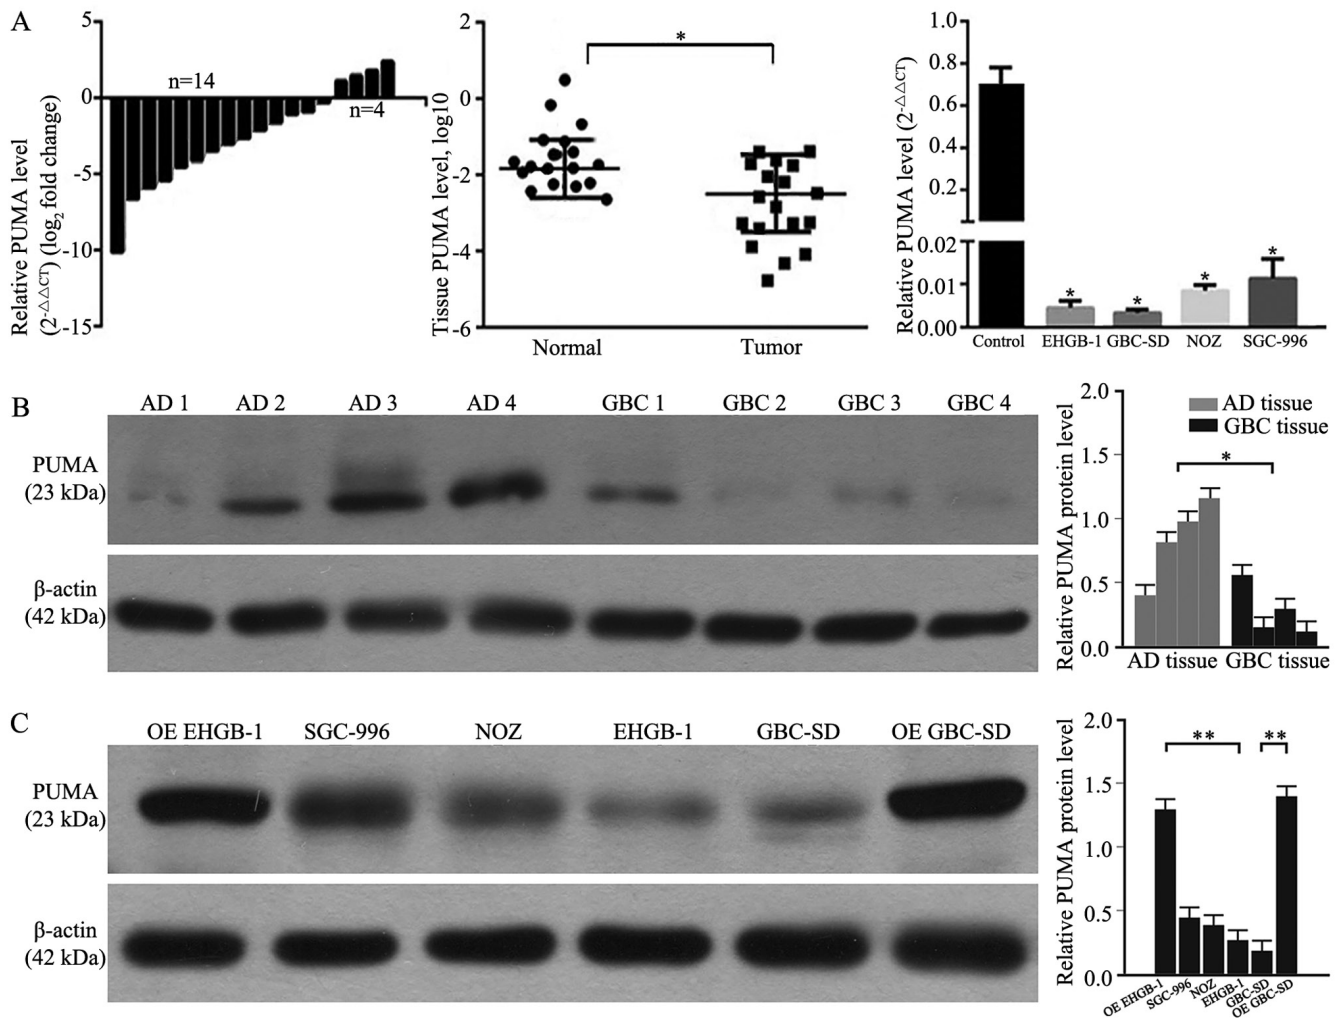 A
Relative PUMA level
(2-△△CT) (log2 fold change)
5
0
-5
-10
-15
n=14
n=4
Tissue PUMA level, log10
2
0
-2
-4
-6
*
Normal
Tumor
Relative PUMA level (2-△△CT)
1.0
0.8
0.6
0.4
0.2
0.02
0.01
0.00
*
*
*
*
Control
EHGB-1
GBC-SD
NOZ
SGC-996
B
AD 1
AD 2
AD 3
AD 4
GBC 1
GBC 2
GBC 3
GBC 4
PUMA
(23 kDa)
β-actin
(42 kDa)
Relative PUMA protein level
2.0
1.5
1.0
0.5
0.0
AD tissue
GBC tissue
*
AD tissue
GBC tissue
C
OE EHGB-1
SGC-996
NOZ
EHGB-1
GBC-SD
OE GBC-SD
PUMA
(23 kDa)
β-actin
(42 kDa)
Relative PUMA protein level
2.0
1.5
1.0
0.5
0.0
**
**
OE EHGB-1
SGC-996
NOZ
EHGB-1
GBC-SD
OE GBC-SD